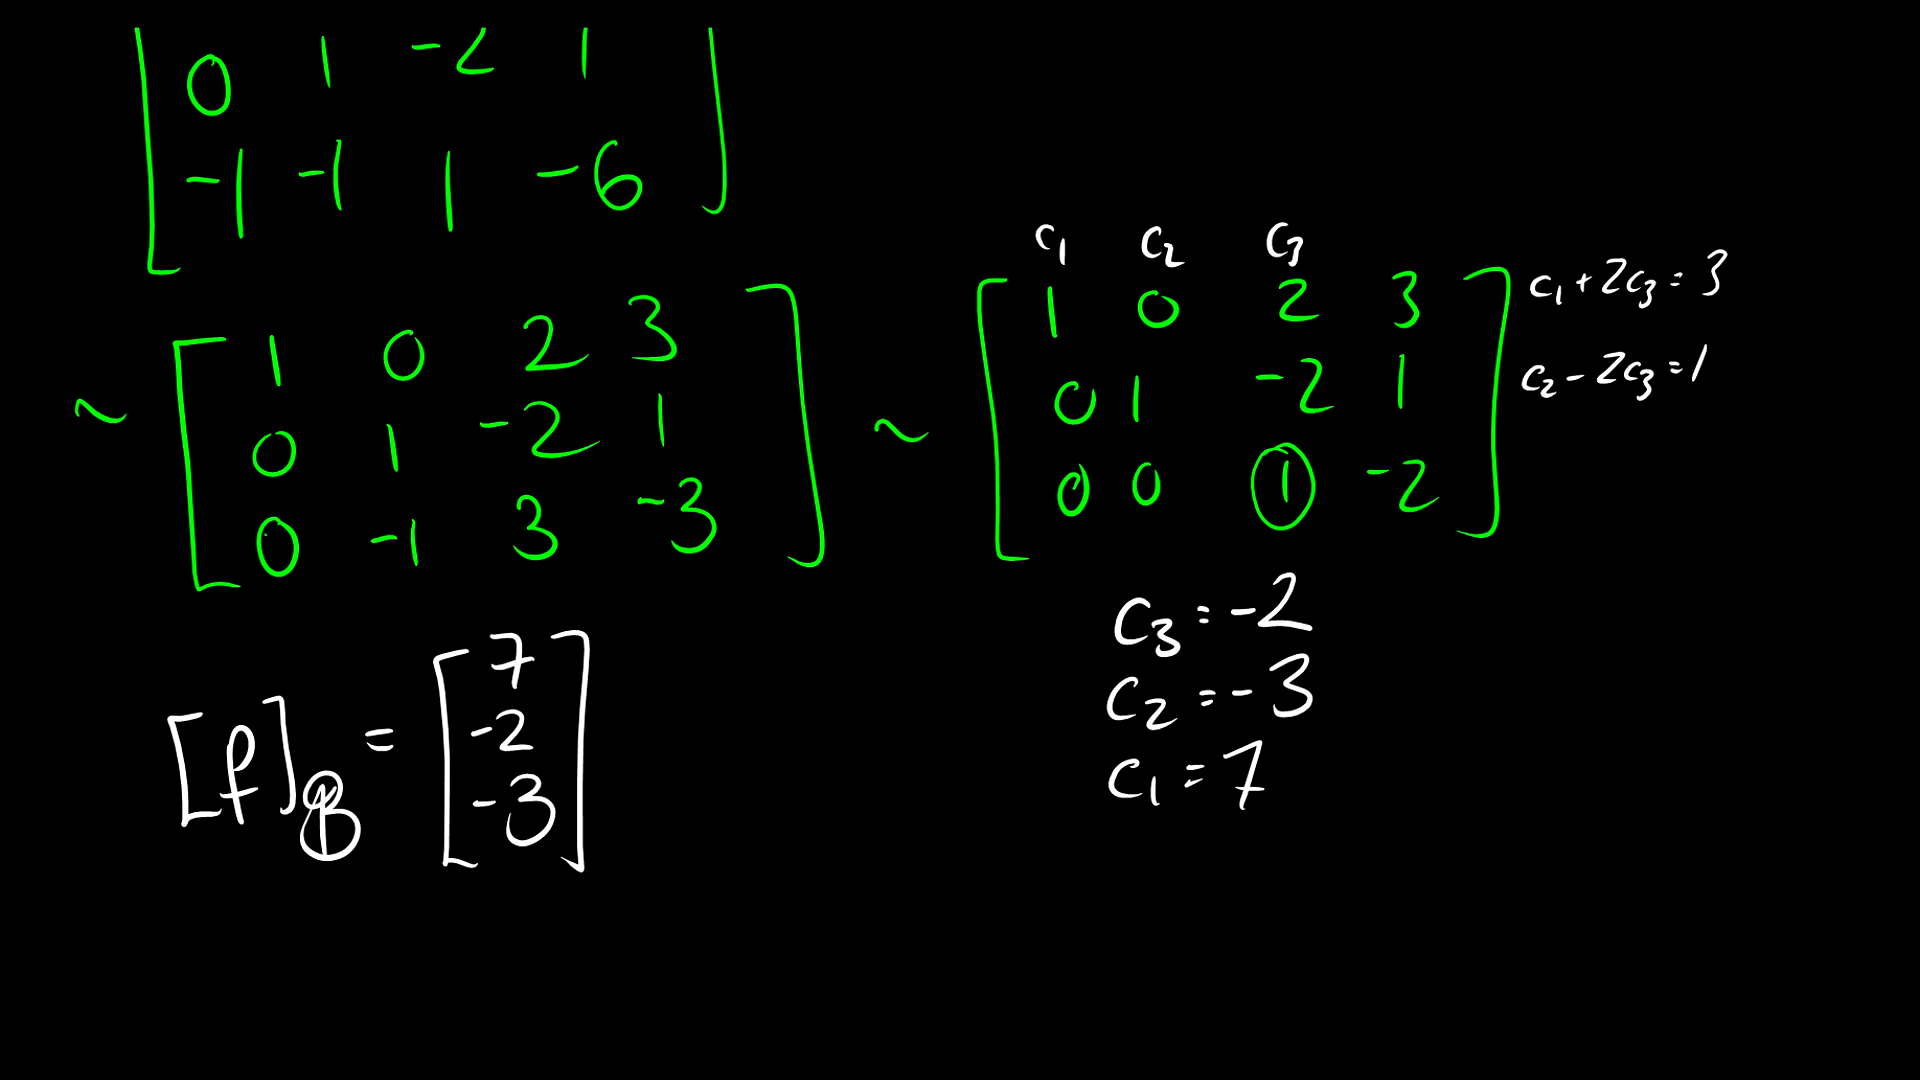 0 1 -2 1
-1 -1 1 -6
~ [1 0 2 3
0 1 -2 1
0 -1 3 -3]
~ c₁ c₂ c₃
[1 0 2 3
0 1 -2 1
0 0 1 -2]
c₁ + 2c₃ = 3
c₂ - 2c₃ = 1
c₃ = -2
c₂ = -3
c₁ = 7
[p]_B = [7
-2
-3]